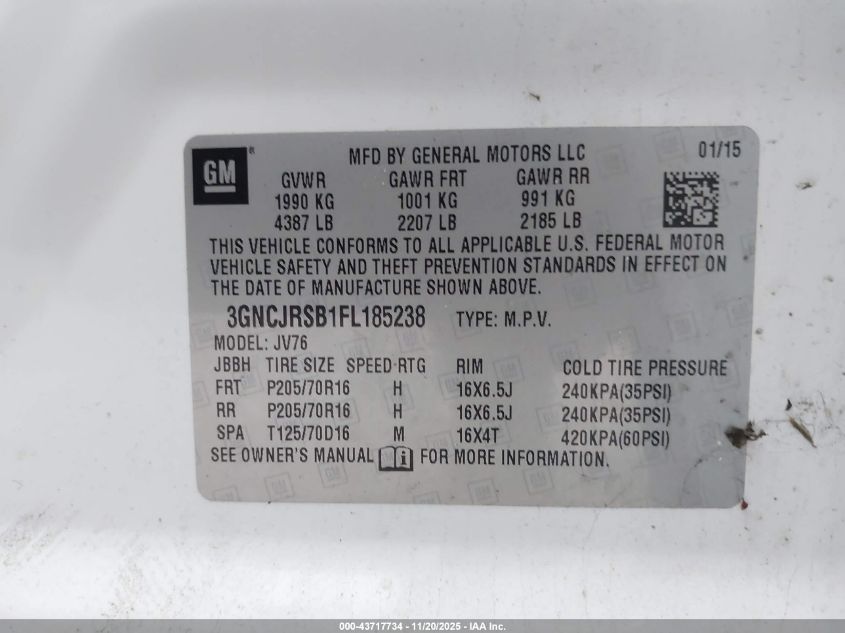 GM ®
MFD BY GENERAL MOTORS LLC 01/15
GVWR GAWR FRT GAWR RR
1990 KG 1001 KG 991 KG
4387 LB 2207 LB 2185 LB
THIS VEHICLE CONFORMS TO ALL APPLICABLE U.S. FEDERAL MOTOR
VEHICLE SAFETY AND THEFT PREVENTION STANDARDS IN EFFECT ON
THE DATE OF MANUFACTURE SHOWN ABOVE.
3GNCJRSB1FL185238 TYPE: M.P.V.
MODEL: JV76
JBBH TIRE SIZE SPEED-RTG RIM COLD TIRE PRESSURE
FRT P205/70R16 H 16X6.5J 240KPA(35PSI)
RR P205/70R16 H 16X6.5J 240KPA(35PSI)
SPA T125/70D16 M 16X4T 420KPA(60PSI)
SEE OWNER'S MANUAL FOR MORE INFORMATION.
000-43717734 - 11/20/2025 - IAA Inc.